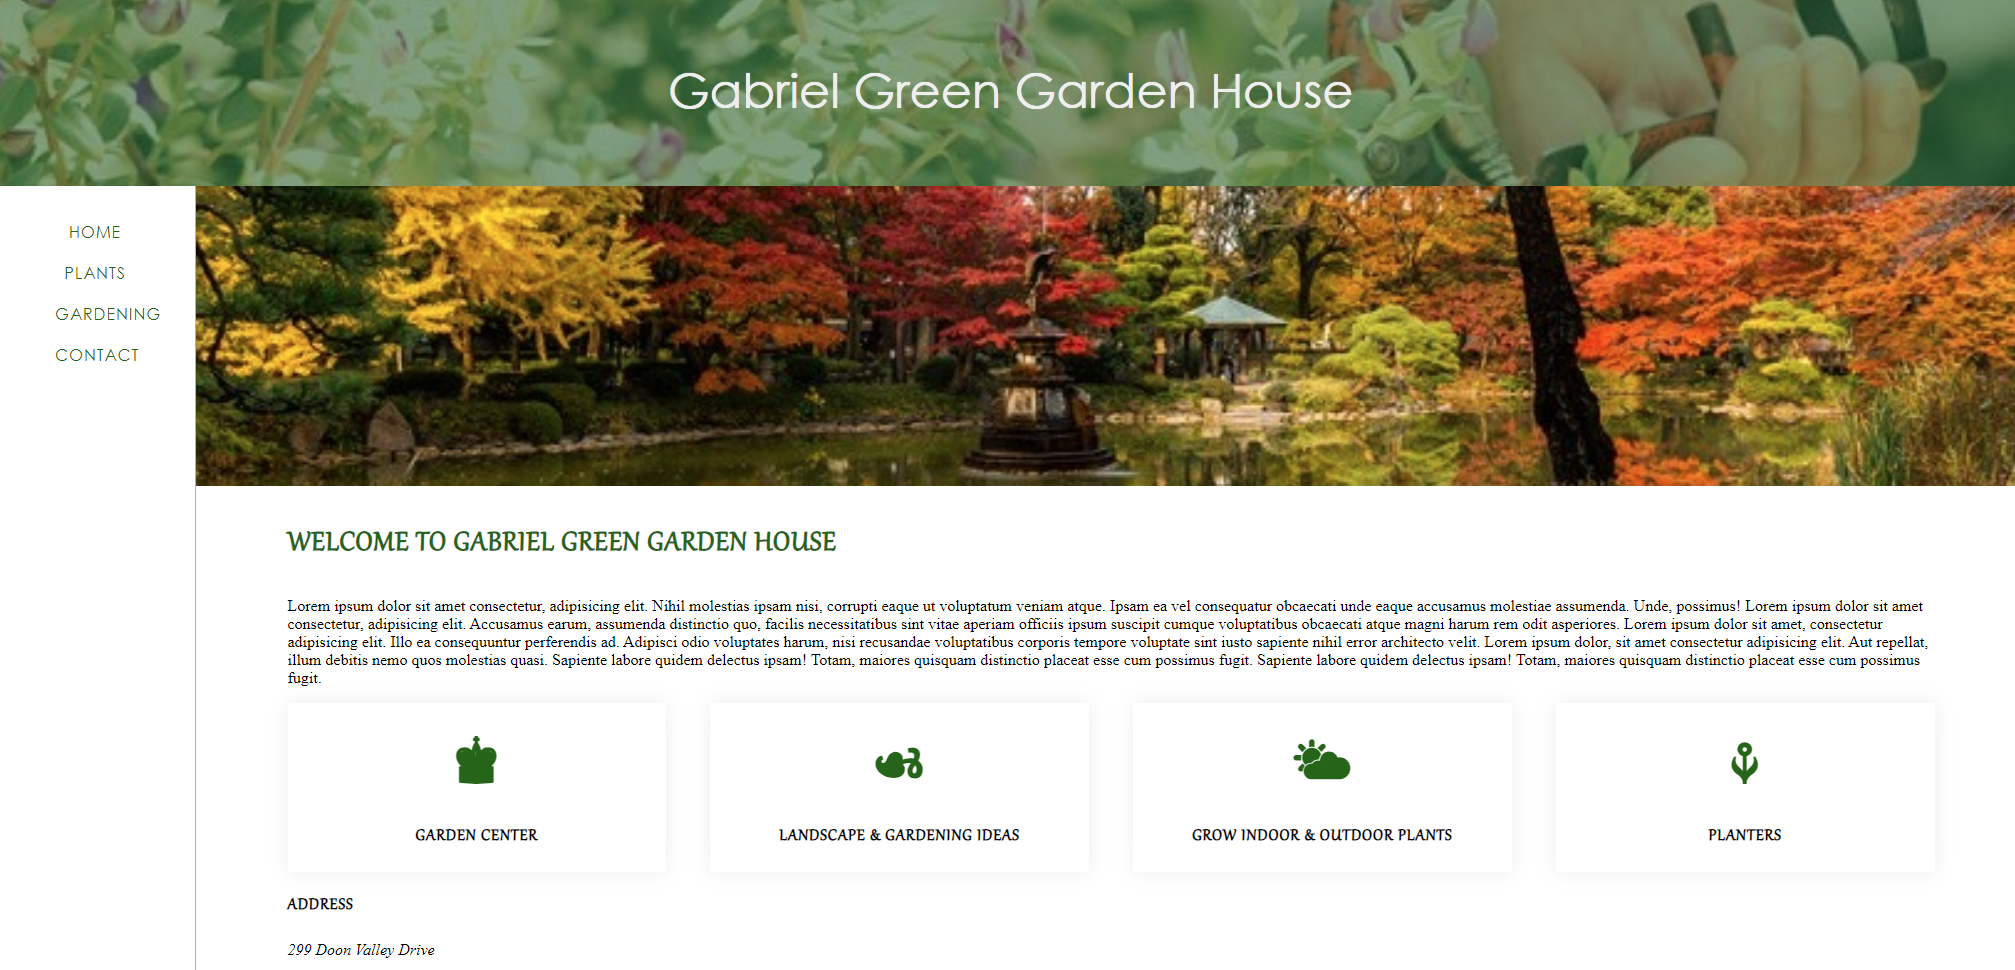 Gabriel Green Garden House
HOME
PLANTS
GARDENING
CONTACT
WELCOME TO GABRIEL GREEN GARDEN HOUSE
Lorem ipsum dolor sit amet consectetur, adipisicing elit. Nihil molestias ipsam nisi, corrupti eaque ut voluptatum veniam atque. Ipsam ea vel consequatur obcaecati unde eaque accusamus molestiae assumenda. Unde, possimus! Lorem ipsum dolor sit amet
consectetur, adipisicing elit. Accusamus earum, assumenda distinctio quo, facilis necessitatibus sint vitae aperiam officiis ipsum suscipit cumque voluptatibus obcaecati atque magni harum rem odit asperiores. Lorem ipsum dolor sit amet, consectetur
adipisicing elit. Illo ea consequuntur perferendis ad. Adipisci odio voluptates harum, nisi recusandae voluptatibus corporis tempore voluptate sint iusto sapiente nihil error architecto velit. Lorem ipsum dolor, sit amet consectetur adipisicing elit. Aut repellat,
illum debitis nemo quos molestias quasi. Sapiente labore quidem delectus ipsam! Totam, maiores quisquam distinctio placeat esse cum possimus fugit. Sapiente labore quidem delectus ipsam! Totam, maiores quisquam distinctio placeat esse cum possimus
fugit.
GARDEN CENTER
LANDSCAPE & GARDENING IDEAS
GROW INDOOR & OUTDOOR PLANTS
PLANTERS
ADDRESS
299 Doon Valley Drive